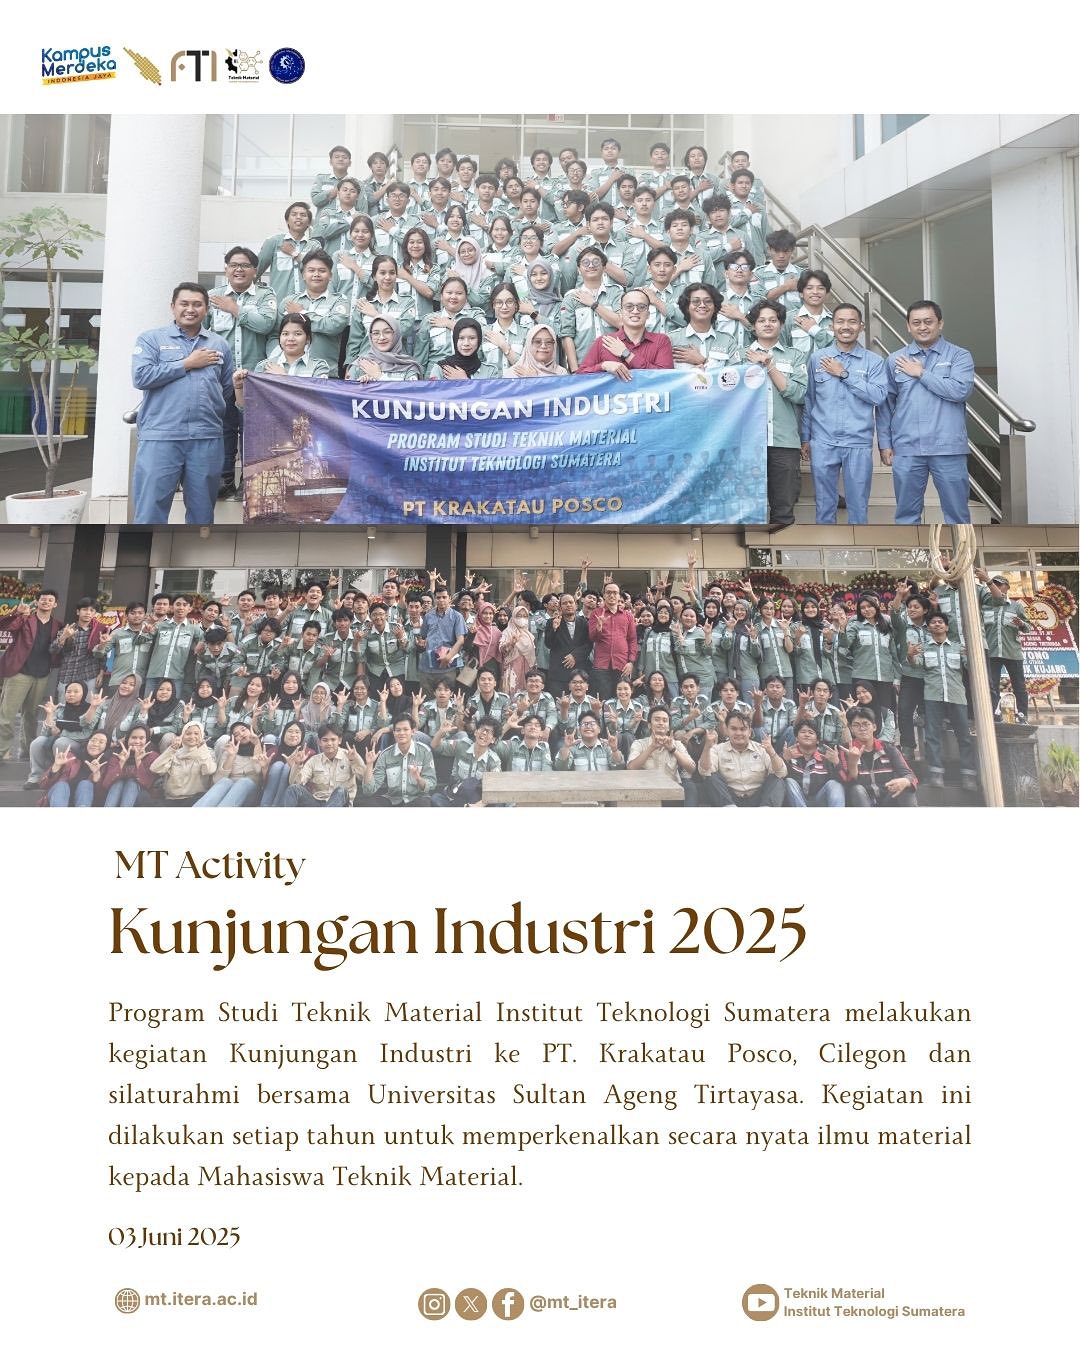 Kampus
Merdeka
INDONESIA JAYA
FTI
Teknik Material
ITERA
KUNJUNGAN INDUSTRI
PROGRAM STUDI TEKNIK MATERIAL
INSTITUT TEKNOLOGI SUMATERA
PT KRAKATAU POSCO
MT Activity
Kunjungan Industri 2025
Program Studi Teknik Material Institut Teknologi Sumatera melakukan
kegiatan Kunjungan Industri ke PT. Krakatau Posco, Cilegon dan
silaturahmi bersama Universitas Sultan Ageng Tirtayasa. Kegiatan ini
dilakukan setiap tahun untuk memperkenalkan secara nyata ilmu material
kepada Mahasiswa Teknik Material.
03 Juni 2025
mt.itera.ac.id
@mt_itera
Teknik Material
Institut Teknologi Sumatera